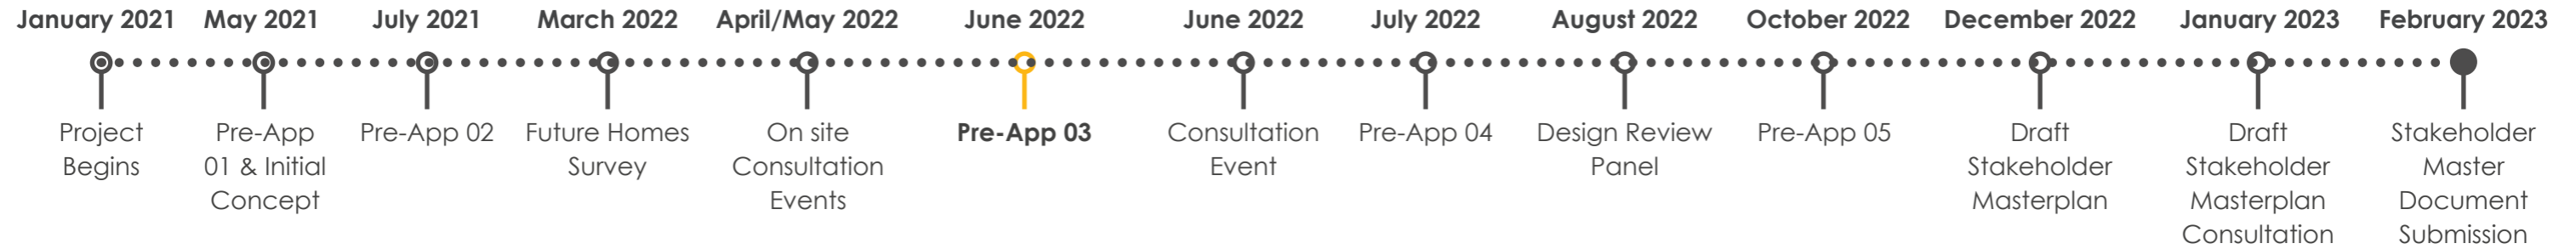 January 2021
May 2021
July 2021
March 2022
April/May 2022
June 2022
June 2022
July 2022
August 2022
October 2022
December 2022
January 2023
February 2023
Project
Begins
Pre-App
01 & Initial
Concept
Pre-App 02
Future Homes
Survey
On site
Consultation
Events
Pre-App 03
Consultation
Event
Pre-App 04
Design Review
Panel
Pre-App 05
Draft
Stakeholder
Masterplan
Draft
Stakeholder
Masterplan
Consultation
Stakeholder
Master
Document
Submission